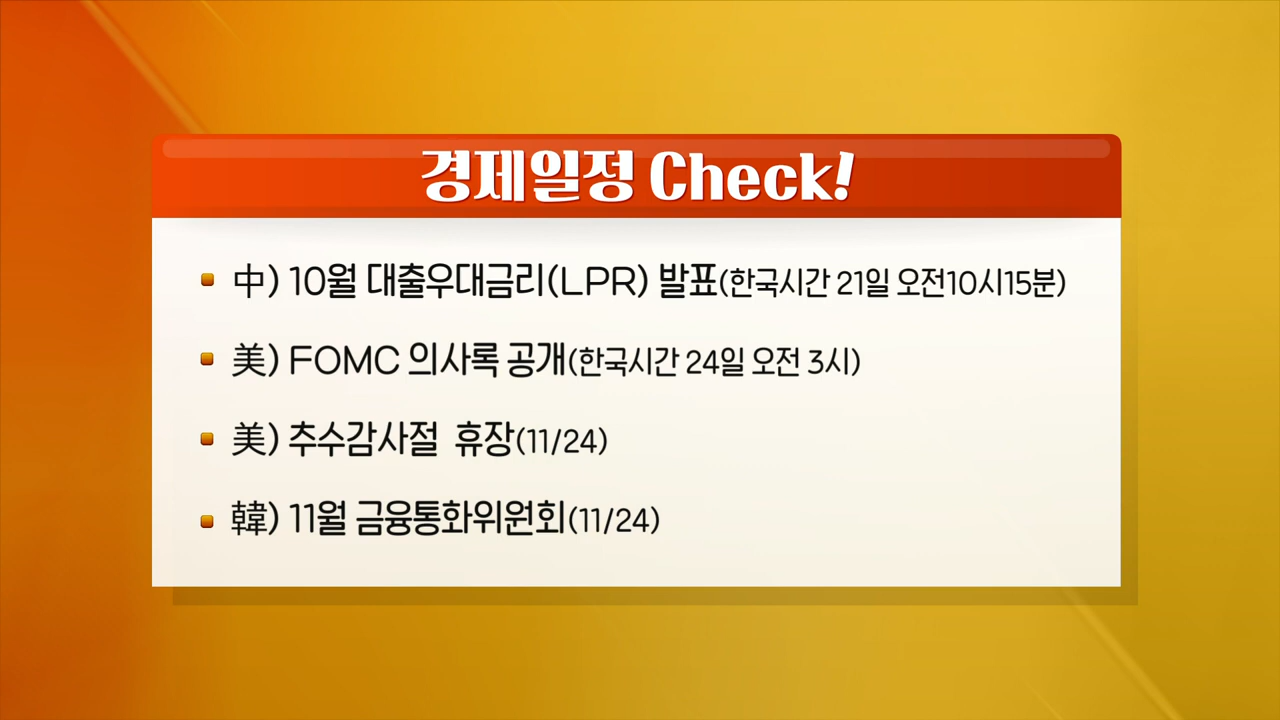 경제일정 Check!
中) 10월 대출우대금리(LPR) 발표(한국시간 21일 오전10시15분)
美) FOMC 의사록 공개(한국시간 24일 오전 3시)
美) 추수감사절 휴장(11/24)
韓) 11월 금융통화위원회(11/24)